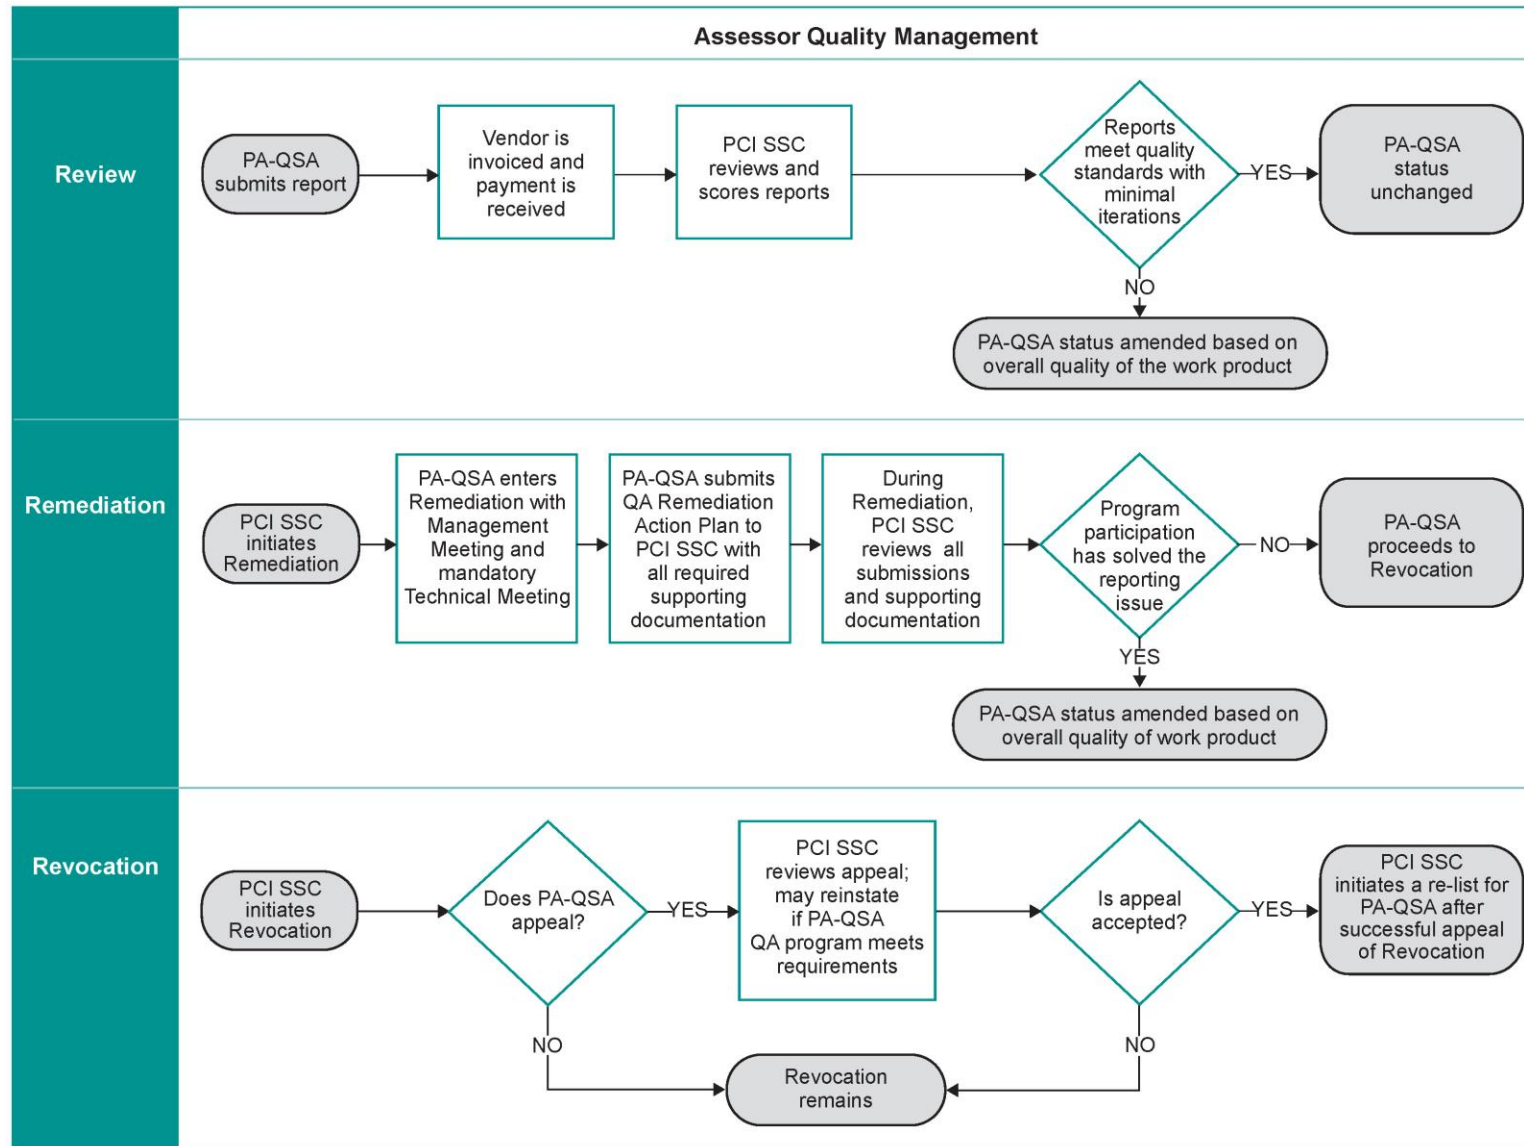 Assessor Quality Management
Review
PA-QSA
submits report
Vendor is
invoiced and
payment is
received
PCI SSC
reviews and
scores reports
Reports
meet quality
standards with
minimal
iterations
YES
PA-QSA
status
unchanged
NO
PA-QSA status amended based on
overall quality of the work product
Remediation
PCI SSC
initiates
Remediation
PA-QSA enters
Remediation with
Management
Meeting and
mandatory
Technical Meeting
PA-QSA submits
QA Remediation
Action Plan to
PCI SSC with
all required
supporting
documentation
During
Remediation,
PCI SSC
reviews all
submissions
and supporting
documentation
Program
participation
has solved the
reporting
issue
NO
PA-QSA
proceeds to
Revocation
YES
PA-QSA status amended based on
overall quality of work product
Revocation
PCI SSC
initiates
Revocation
Does PA-QSA
appeal?
YES
PCI SSC
reviews appeal;
may reinstate
if PA-QSA
QA program meets
requirements
Is appeal
accepted?
YES
PCI SSC
initiates a re-list for
PA-QSA after
successful appeal
of Revocation
NO
NO
Revocation
remains